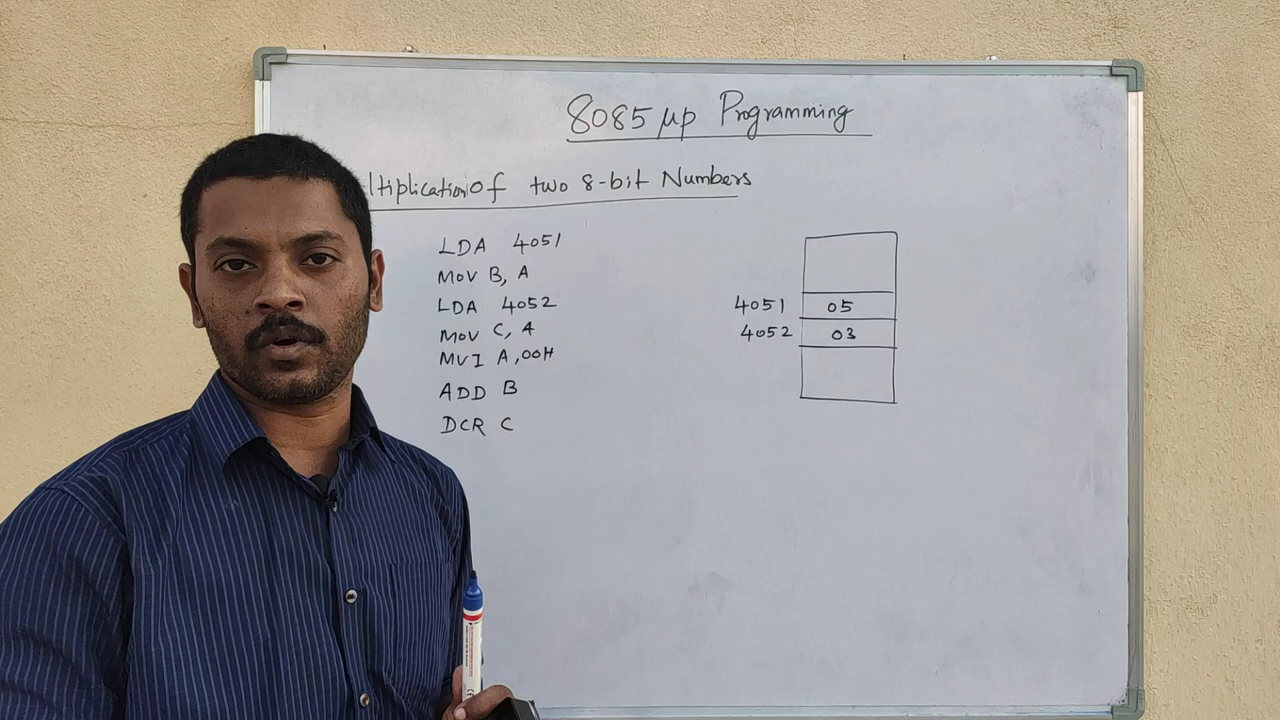 8085 μp Programming
ltiplication Of two 8-bit Numbers
LDA 4051
MOV B, A
LDA 4052
MOV C, A
MVI A,00H
ADD B
DCR C
4051 05
4052 03